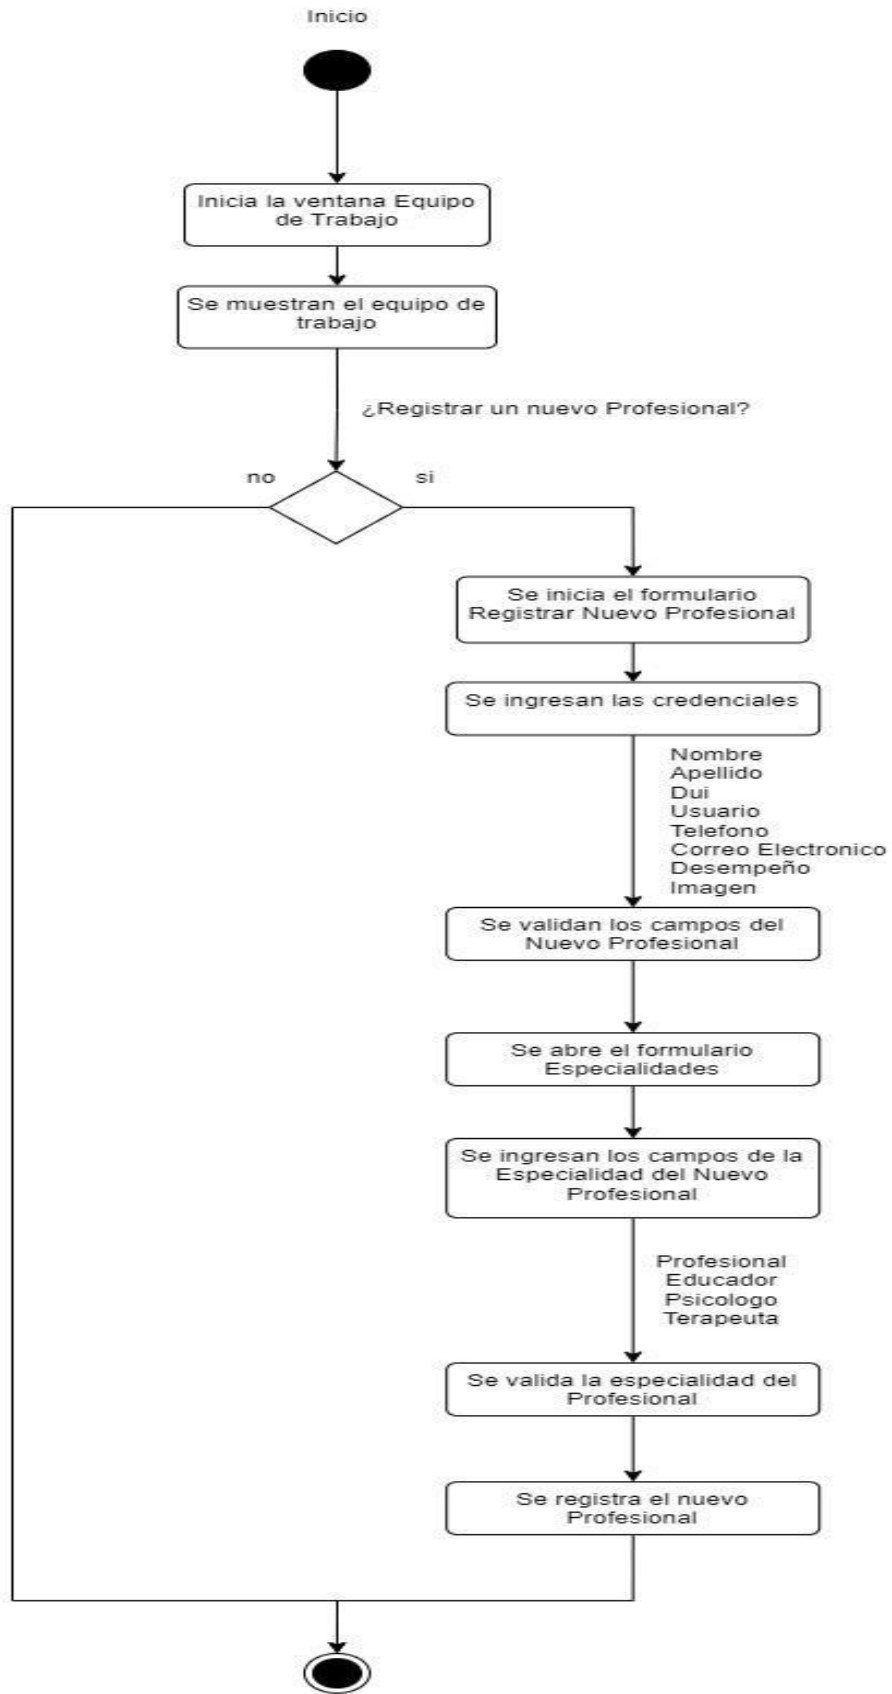 Inicio
Inicia la ventana Equipo
de Trabajo
Se muestran el equipo de
trabajo
¿Registrar un nuevo Profesional?
no
si
Se inicia el formulario
Registrar Nuevo Profesional
Se ingresan las credenciales
Nombre
Apellido
Dui
Usuario
Telefono
Correo Electronico
Desempeño
Imagen
Se validan los campos del
Nuevo Profesional
Se abre el formulario
Especialidades
Se ingresan los campos de la
Especialidad del Nuevo
Profesional
Profesional
Educador
Psicologo
Terapeuta
Se valida la especialidad del
Profesional
Se registra el nuevo
Profesional